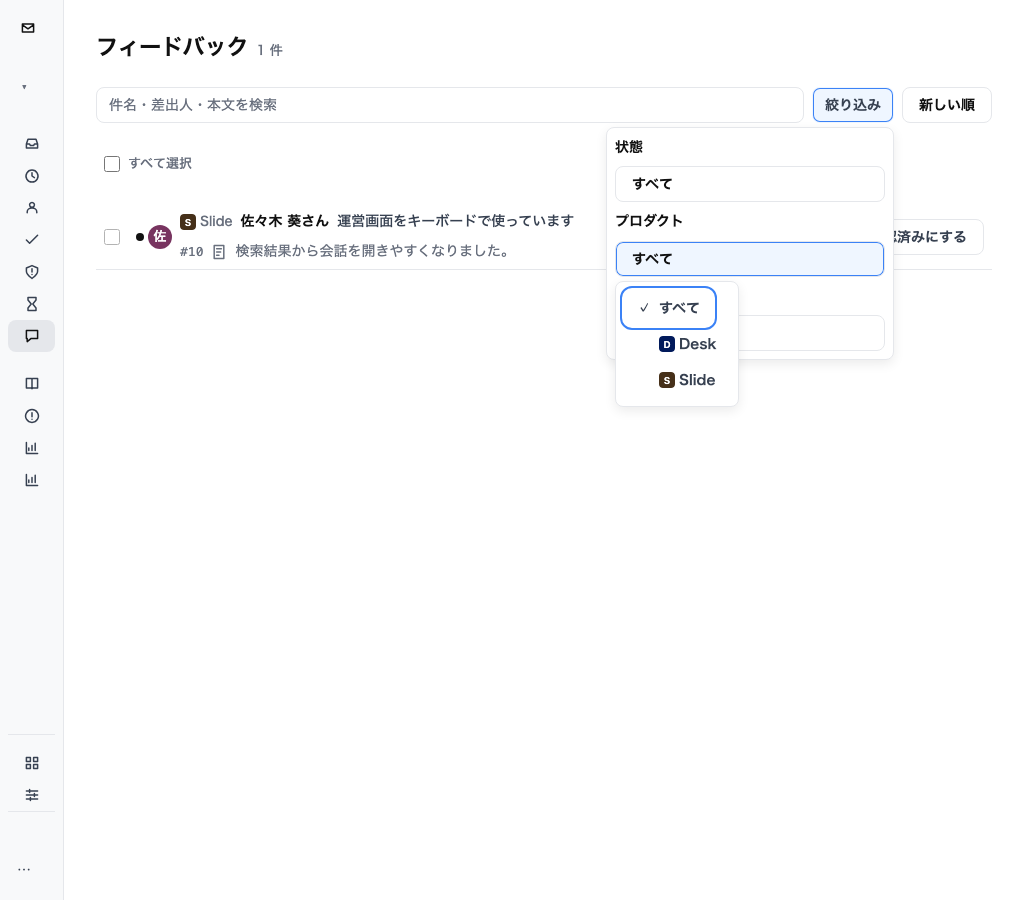 フィードバック 1 件
件名・差出人・本文を検索
絞り込み
新しい順
すべて選択
状態
すべて
プロダクト
すべて
✓ すべて
D Desk
S Slide
佐
S Slide 佐々木 葵さん 運営画面をキーボードで使っています
#10 検索結果から会話を開きやすくなりました。
済みにする
…